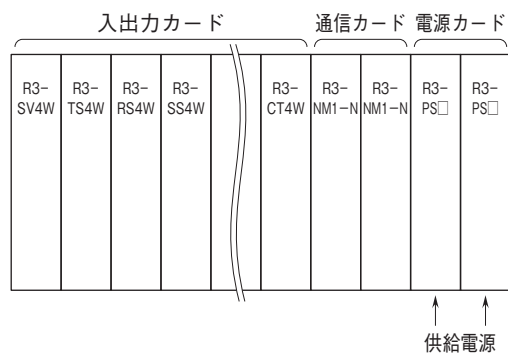 入出力カード 通信カード 電源カード
R3-
SV4W
R3-
TS4W
R3-
RS4W
R3-
SS4W
R3-
CT4W
R3-
NM1-N
R3-
NM1-N
R3-
PS□
R3-
PS□
供給電源